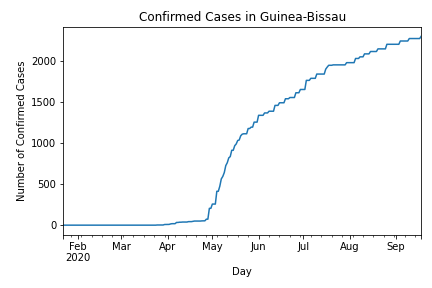 Confirmed Cases in Guinea-Bissau
Number of Confirmed Cases
2000
1500
1000
500
0
Feb Mar Apr May Jun Jul Aug Sep
2020
Day